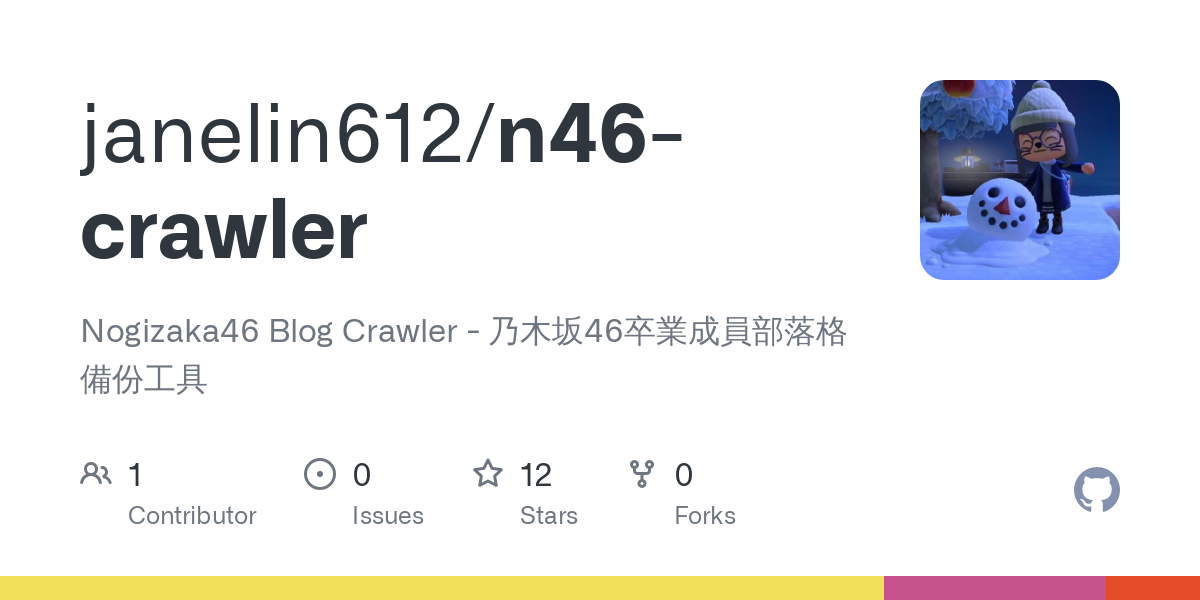 janelin612/n46-
crawler
Nogizaka46 Blog Crawler - 乃木坂46卒業成員部落格
備份工具
1 0 12 0
Contributor Issues Stars Forks